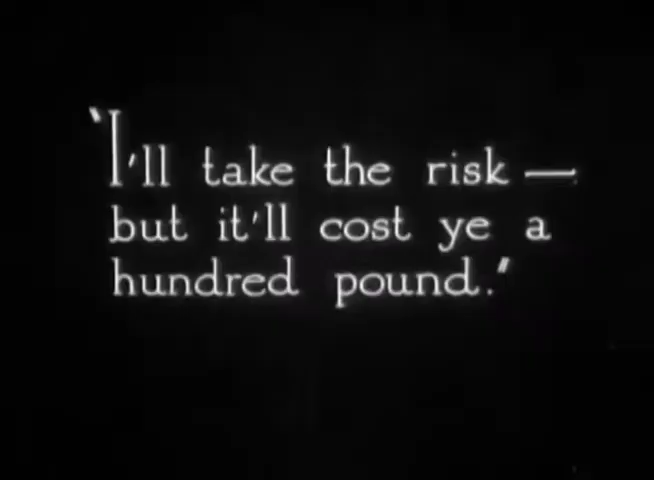 "I'll take the risk —
but it'll cost ye a
hundred pound."